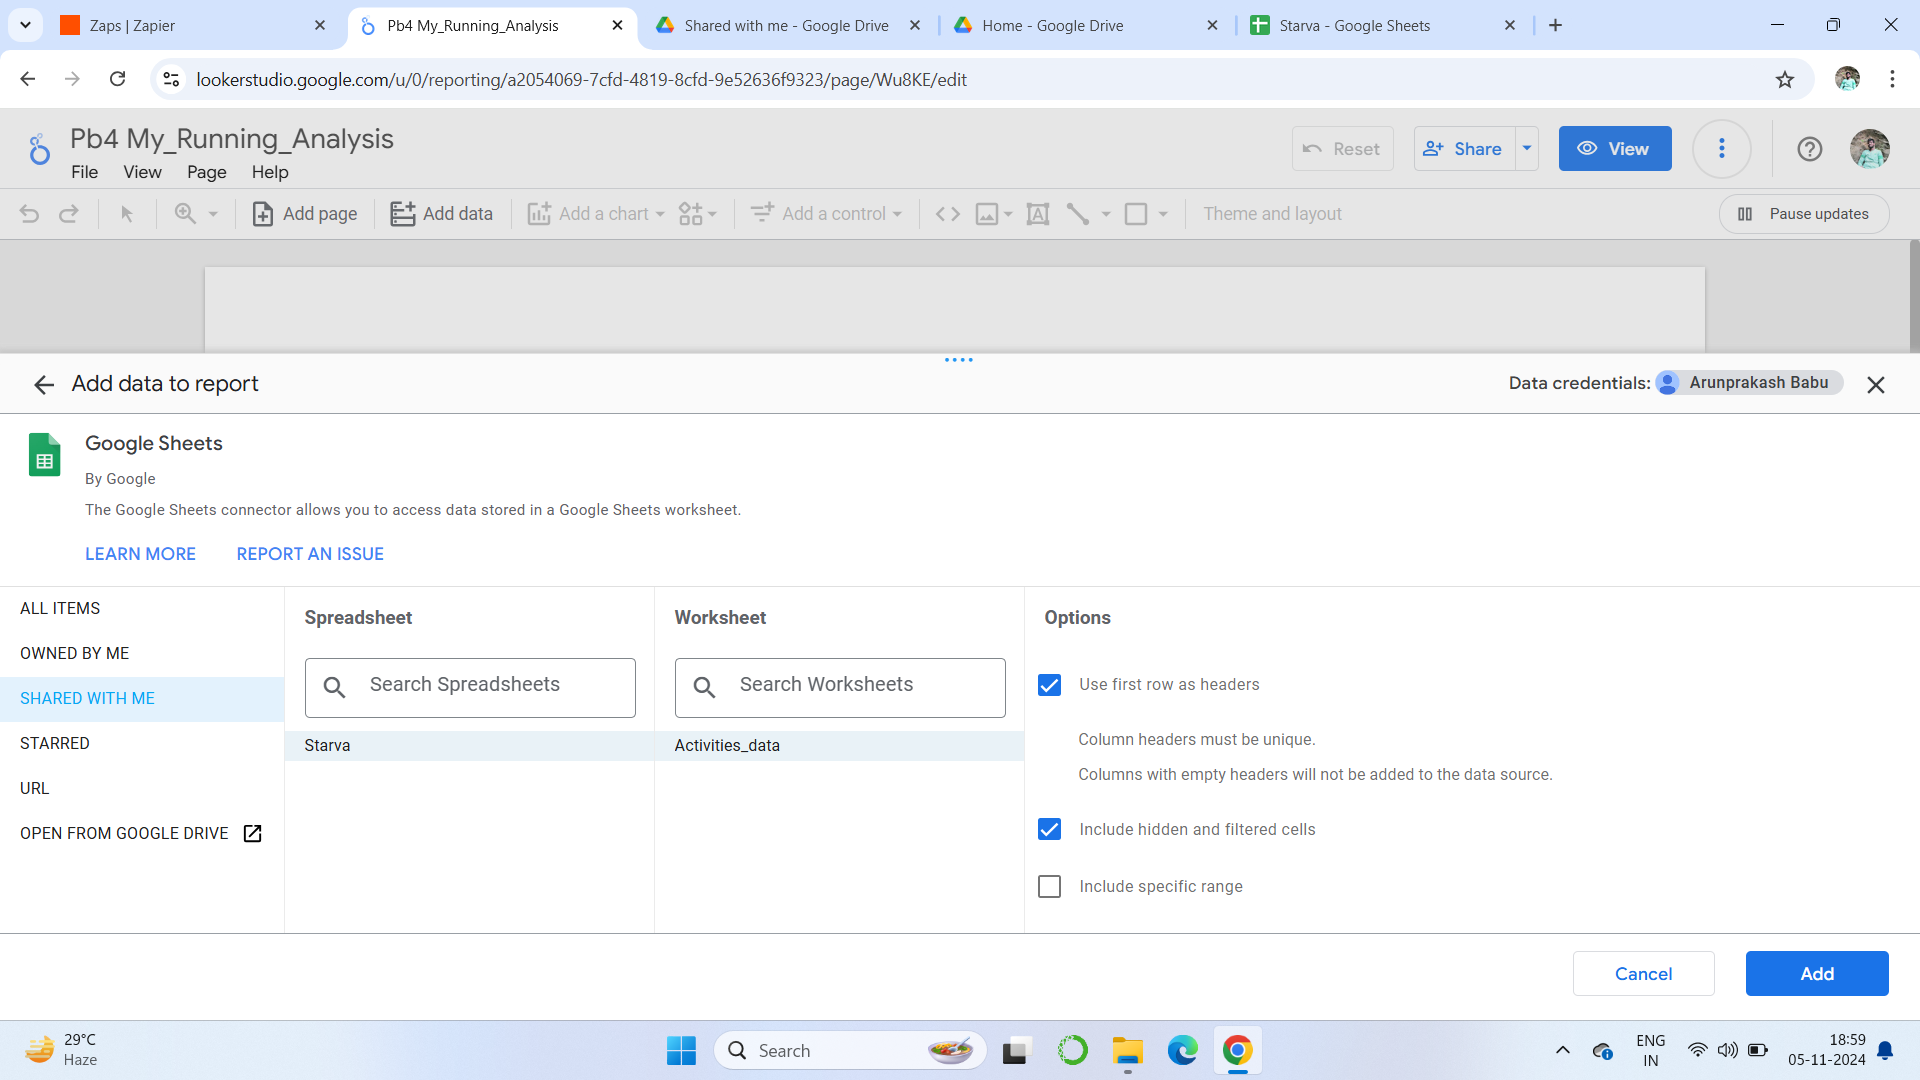 Zaps | Zapier
Pb4 My_Running_Analysis
Shared with me - Google Drive
Home - Google Drive
Starva - Google Sheets
lookerstudio.google.com/u/0/reporting/a2054069-7cfd-4819-8cfd-9e52636f9323/page/Wu8KE/edit
Pb4 My_Running_Analysis
File View Page Help
Reset
Share
View
Add page
Add data
Add a chart
Add a control
Theme and layout
Pause updates
Add data to report
Data credentials: Arunprakash Babu
Google Sheets
By Google
The Google Sheets connector allows you to access data stored in a Google Sheets worksheet.
LEARN MORE REPORT AN ISSUE
ALL ITEMS
OWNED BY ME
SHARED WITH ME
STARRED
URL
OPEN FROM GOOGLE DRIVE
Spreadsheet
Search Spreadsheets
Starva
Worksheet
Search Worksheets
Activities_data
Options
Use first row as headers
Column headers must be unique.
Columns with empty headers will not be added to the data source.
Include hidden and filtered cells
Include specific range
Cancel
Add
29°C
Haze
Search
ENG
IN
18:59
05-11-2024